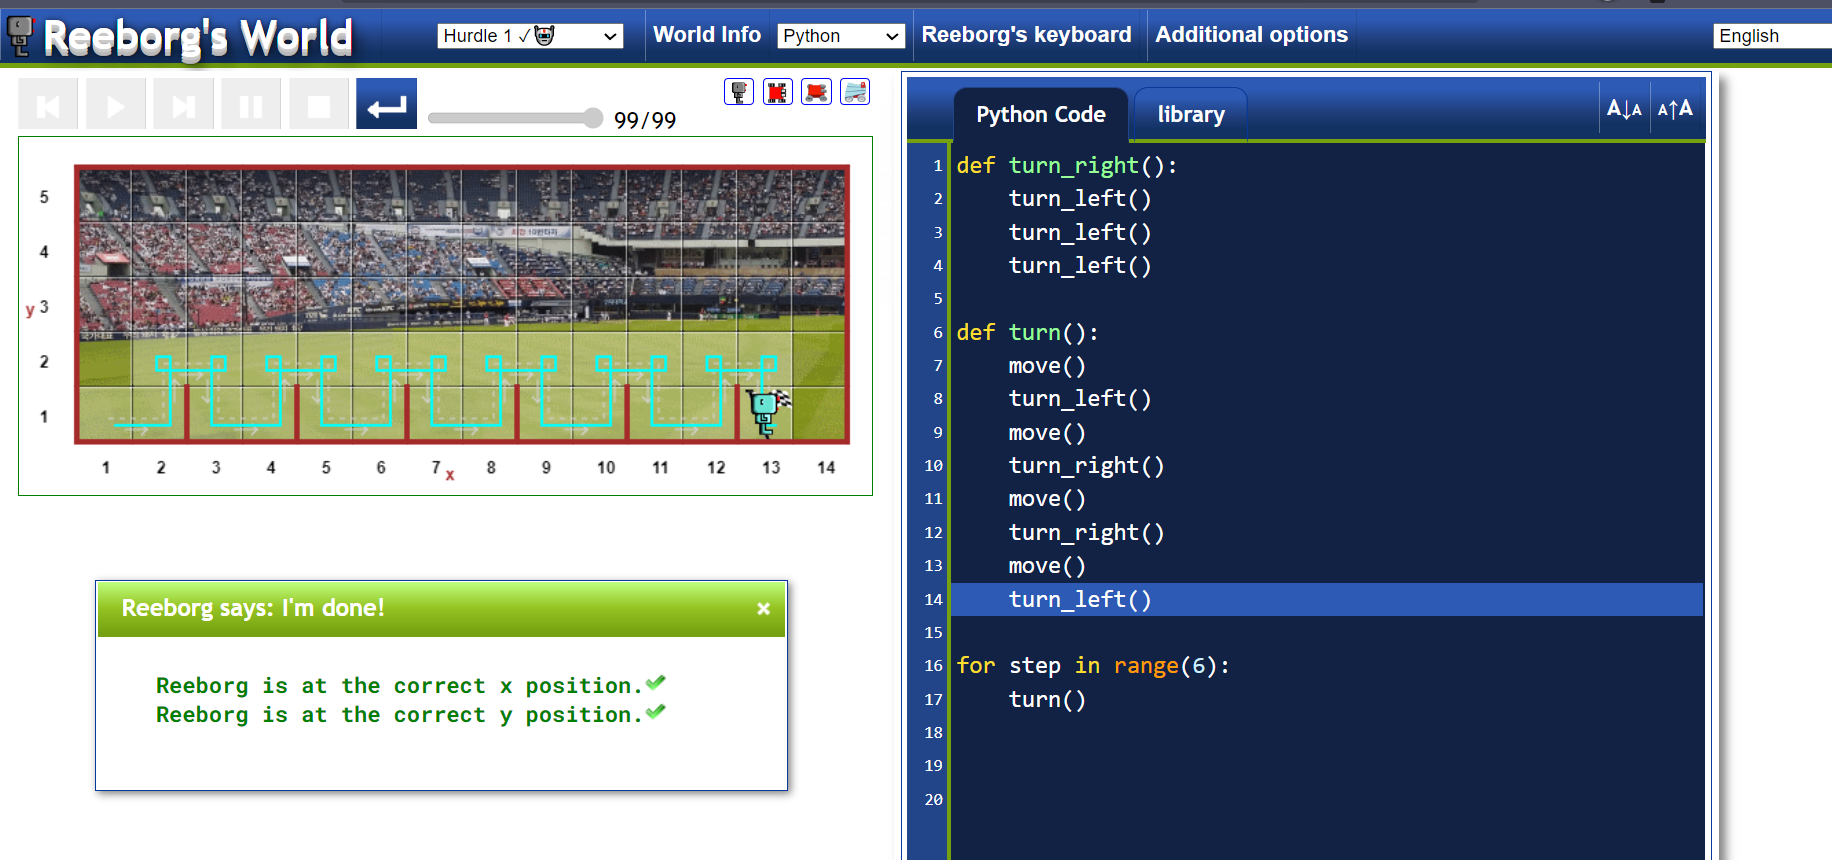 Reeborg's World
Hurdle 1 ✓
World Info
Python
Reeborg's keyboard
Additional options
English
99/99
5
4
y 3
2
1
1 2 3 4 5 6 7 x 8 9 10 11 12 13 14
Reeborg says: I'm done! ×
Reeborg is at the correct x position.
Reeborg is at the correct y position.
Python Code
library
A↓A A↑A
1 def turn_right():
2     turn_left()
3     turn_left()
4     turn_left()
5
6 def turn():
7     move()
8     turn_left()
9     move()
10     turn_right()
11     move()
12     turn_right()
13     move()
14     turn_left()
15
16 for step in range(6):
17     turn()
18
19
20